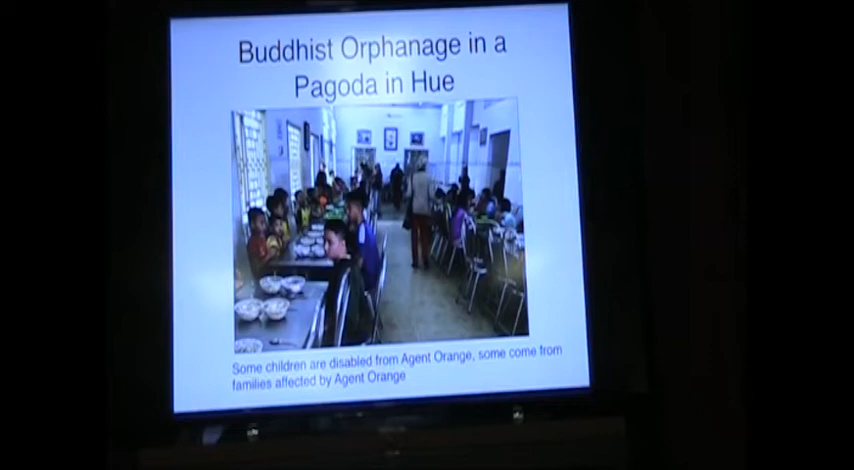 Buddhist Orphanage in a
Pagoda in Hue
Some children are disabled from Agent Orange, some come from
families affected by Agent Orange